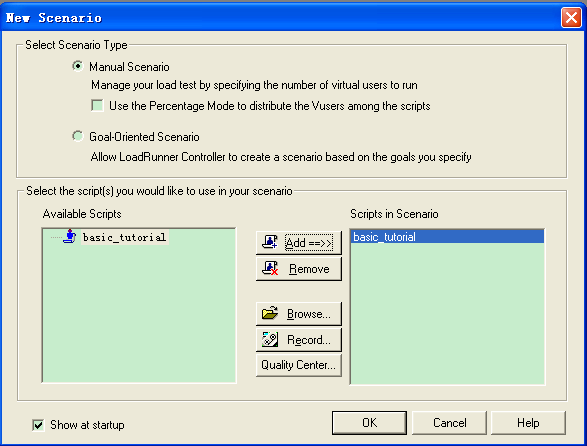 New Scenario
Select Scenario Type
Manual Scenario
Manage your load test by specifying the number of virtual users to run
Use the Percentage Mode to distribute the Vusers among the scripts
Goal-Oriented Scenario
Allow LoadRunner Controller to create a scenario based on the goals you specify
Select the script(s) you would like to use in your scenario
Available Scripts
Scripts in Scenario
basic_tutorial
Add ==>>
basic_tutorial
Remove
Browse...
Record...
Quality Center...
Show at startup
OK
Cancel
Help